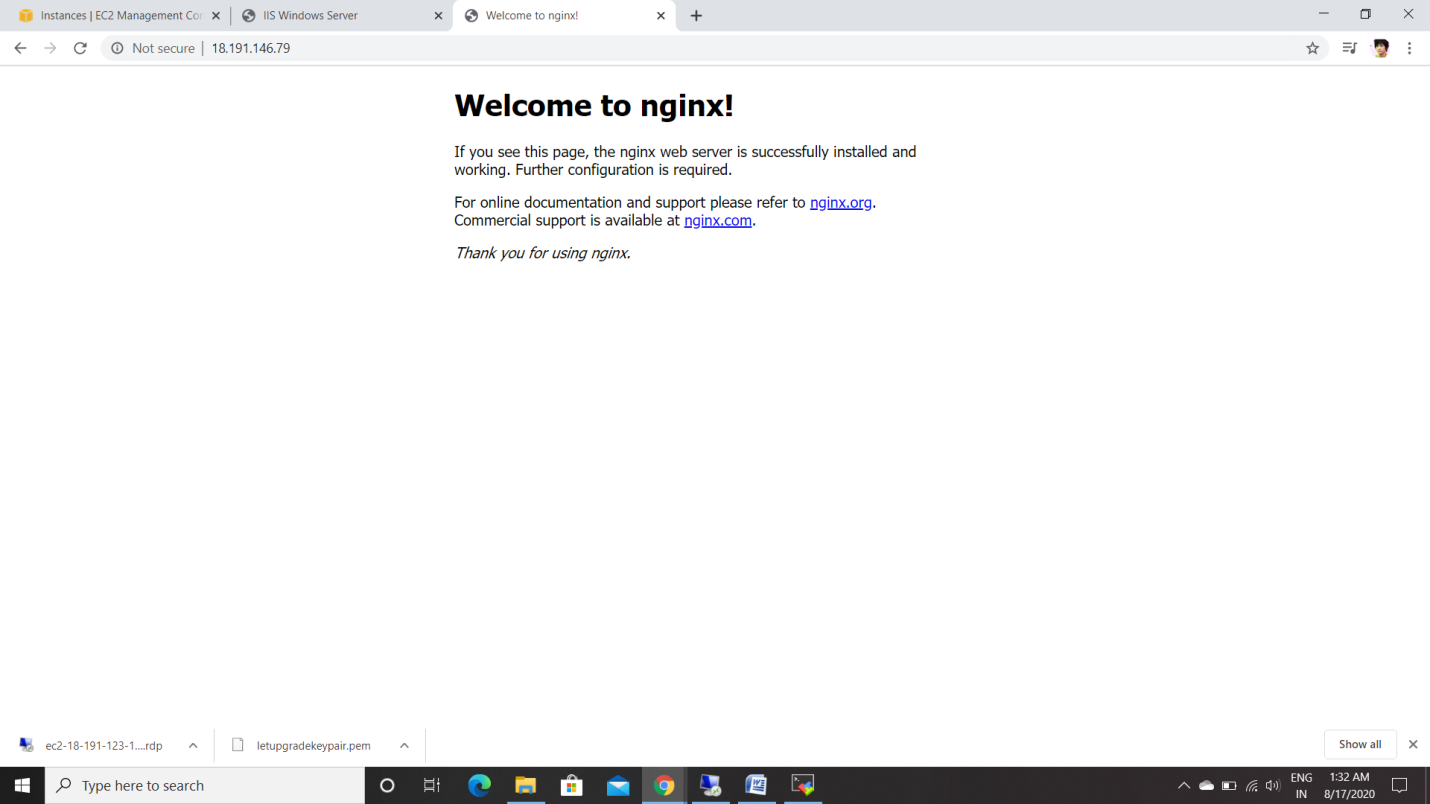 Instances | EC2 Management Cor
IIS Windows Server
Welcome to nginx!
Not secure | 18.191.146.79
Welcome to nginx!
If you see this page, the nginx web server is successfully installed and
working. Further configuration is required.
For online documentation and support please refer to nginx.org.
Commercial support is available at nginx.com.
Thank you for using nginx.
ec2-18-191-123-1....rdp
letupgradekeypair.pem
Show all
Type here to search
ENG
IN
1:32 AM
8/17/2020